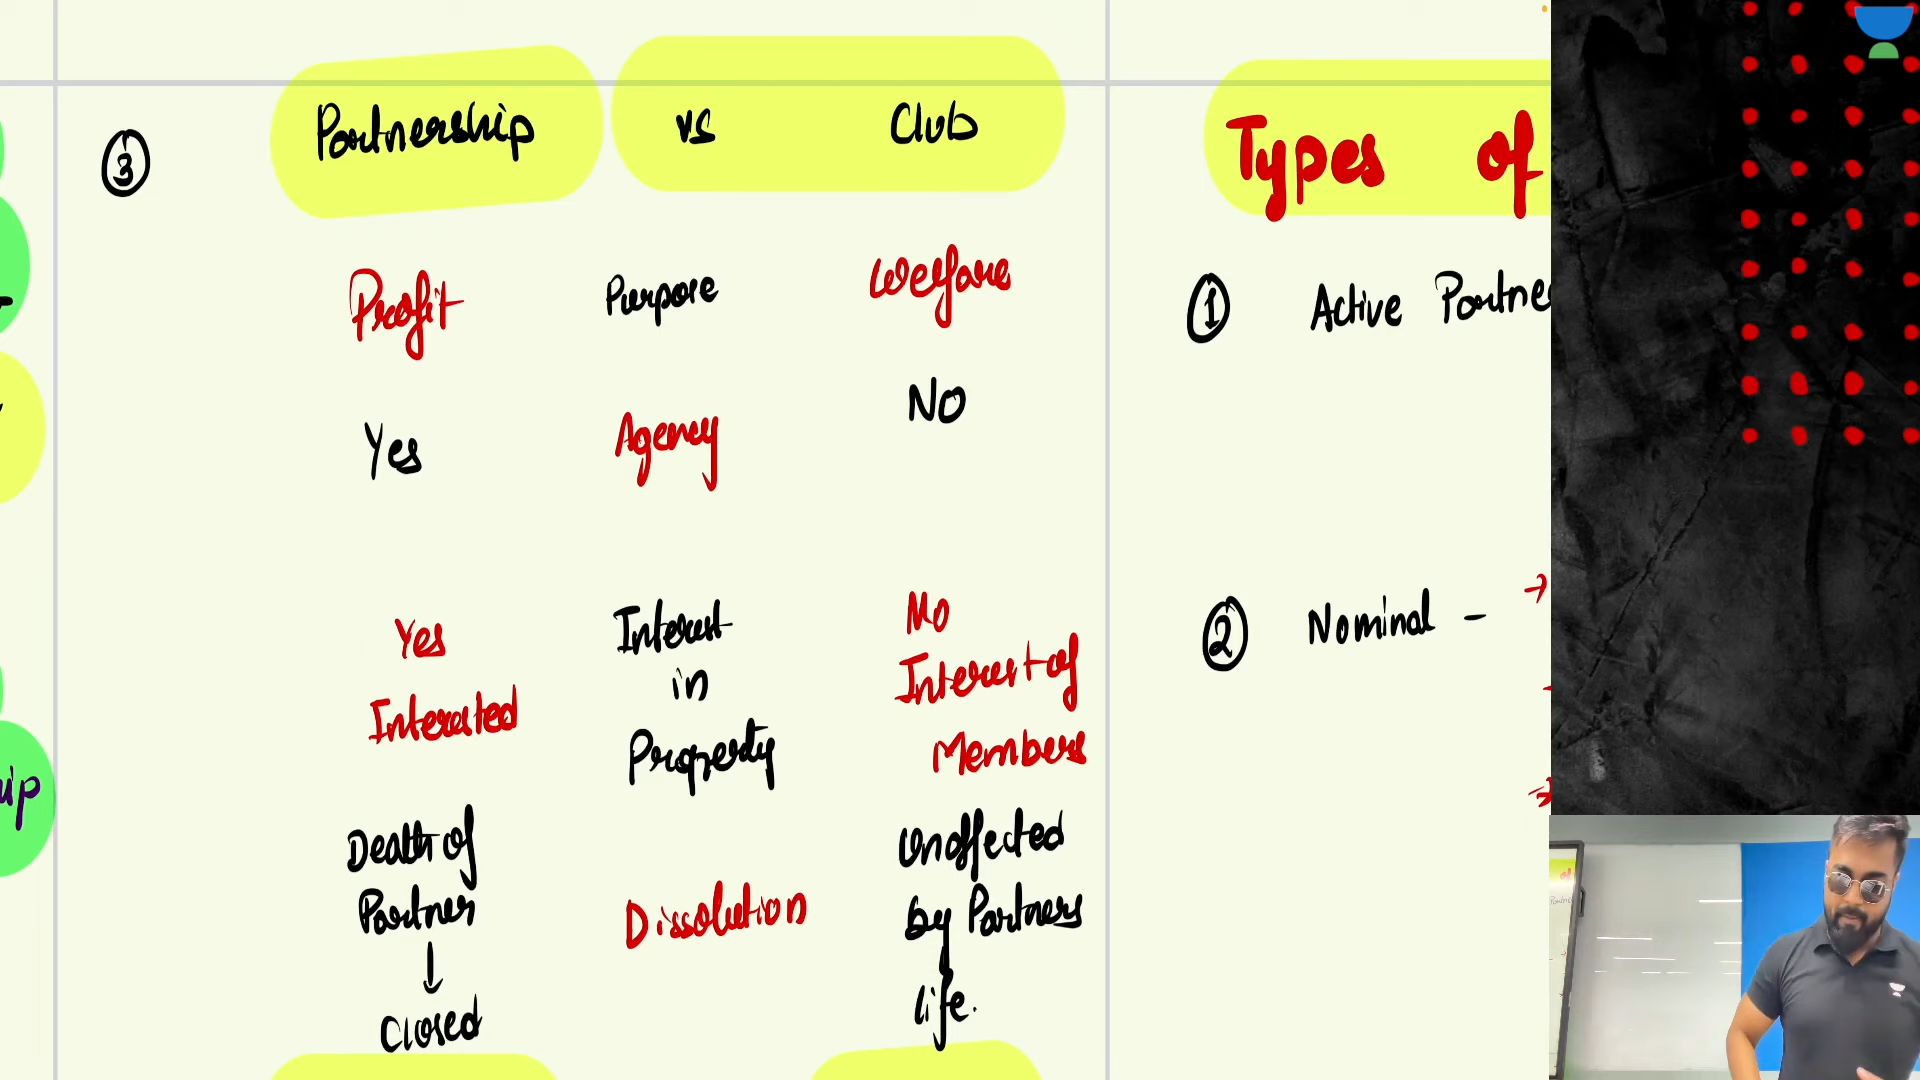 ③ Partnership vs Club
Profit Purpose Welfare
Yes Agency NO
Yes Interest No
Interested in Interest of
Property Members
Death of Unaffected
Partner Dissolution by Partners
↓ life.
Closed
Types of
① Active Partne
② Nominal -
ip